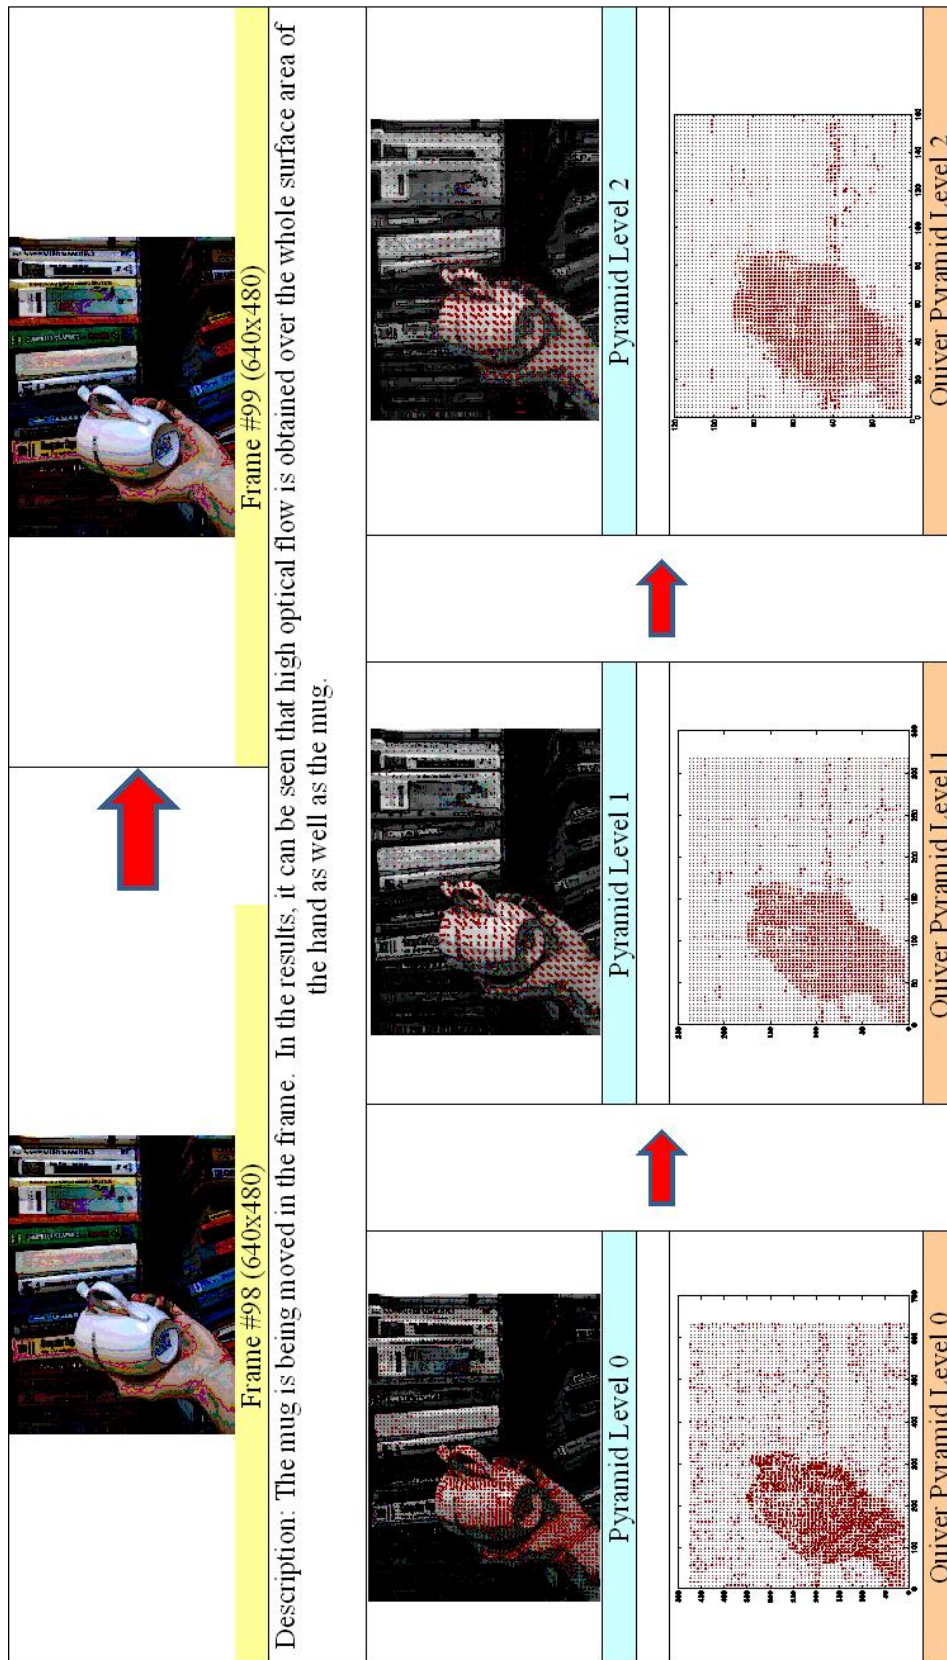 Frame #98 (640x480)
Frame #99 (640x480)
Description: The mug is being moved in the frame. In the results, it can be seen that high optical flow is obtained over the whole surface area of
the hand as well as the mug.
Pyramid Level 0
Pyramid Level 1
Pyramid Level 2
Quiver Pyramid Level 0
Quiver Pyramid Level 1
Quiver Pyramid Level 2